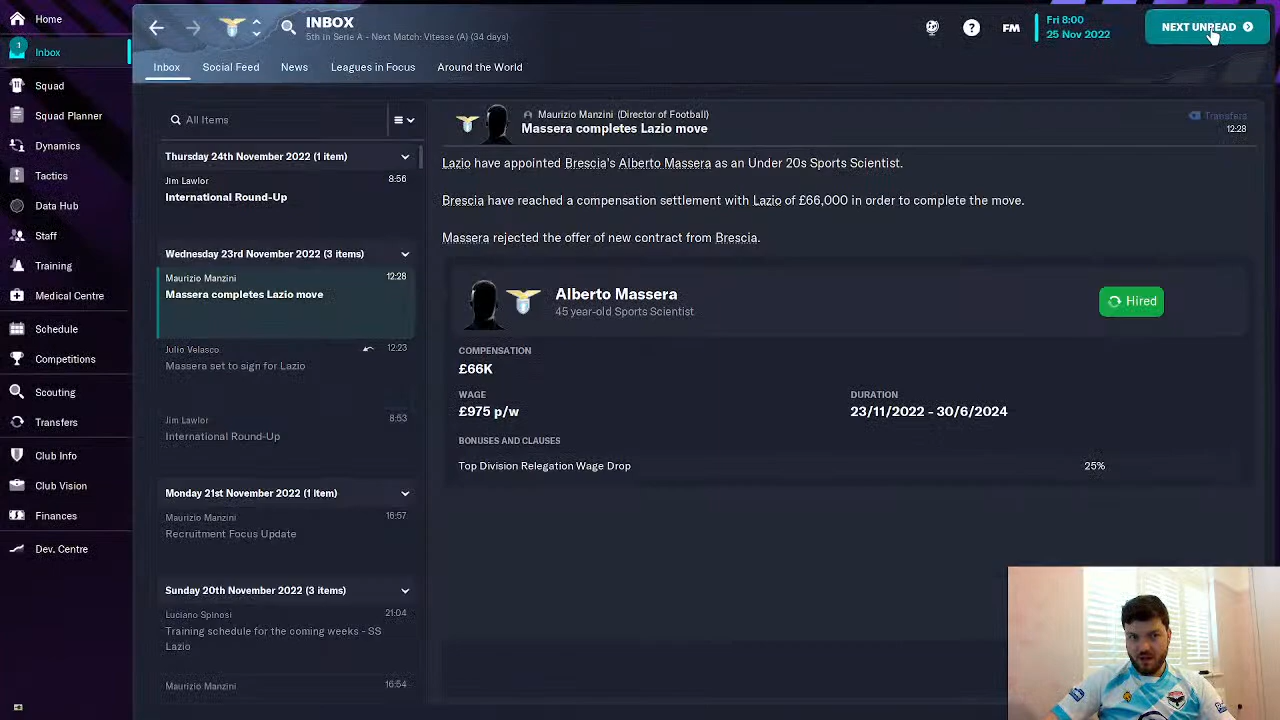 Home
1
Inbox
Squad
Squad Planner
Dynamics
Tactics
Data Hub
Staff
Training
Medical Centre
Schedule
Competitions
Scouting
Transfers
Club Info
Club Vision
Finances
Dev. Centre
INBOX
5th in Serie A - Next Match: Vitesse (A) (34 days)
?
FM
Fri 8:00
25 Nov 2022
NEXT UNREAD
Inbox
Social Feed
News
Leagues in Focus
Around the World
All Items
Thursday 24th November 2022 (1 item)
Jim Lawlor
8:56
International Round-Up
Wednesday 23rd November 2022 (3 items)
Maurizio Manzini
12:28
Massera completes Lazio move
Julio Velasco
12:23
Massera set to sign for Lazio
Jim Lawlor
8:53
International Round-Up
Monday 21st November 2022 (1 item)
Maurizio Manzini
16:57
Recruitment Focus Update
Sunday 20th November 2022 (3 items)
Luciano Spinosi
21:04
Training schedule for the coming weeks - SS
Lazio
Maurizio Manzini
16:54
Maurizio Manzini (Director of Football)
Massera completes Lazio move
Transfers
12:28
Lazio have appointed Brescia's Alberto Massera as an Under 20s Sports Scientist.
Brescia have reached a compensation settlement with Lazio of £66,000 in order to complete the move.
Massera rejected the offer of new contract from Brescia.
Alberto Massera
45 year-old Sports Scientist
Hired
COMPENSATION
£66K
WAGE
£975 p/w
DURATION
23/11/2022 - 30/6/2024
BONUSES AND CLAUSES
Top Division Relegation Wage Drop
25%